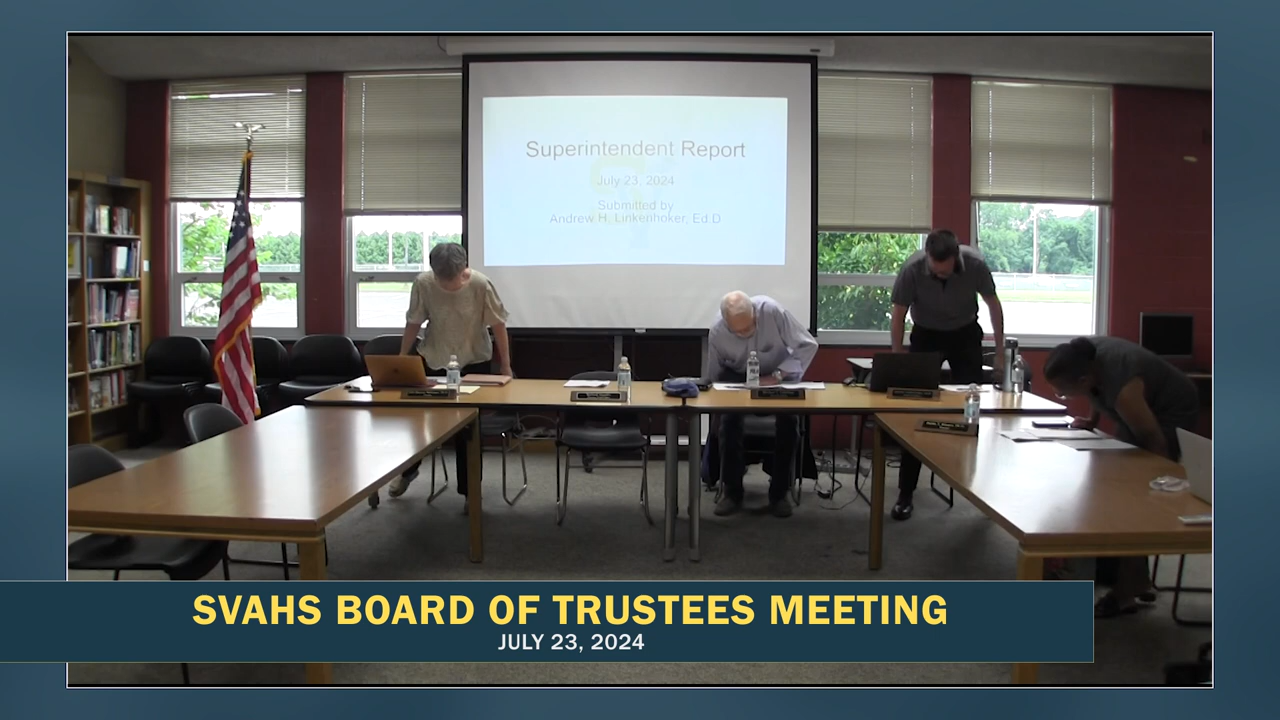 Superintendent Report
July 23, 2024
Submitted by
Andrew H. Linkenhoker, Ed.D
SVAHS BOARD OF TRUSTEES MEETING
JULY 23, 2024